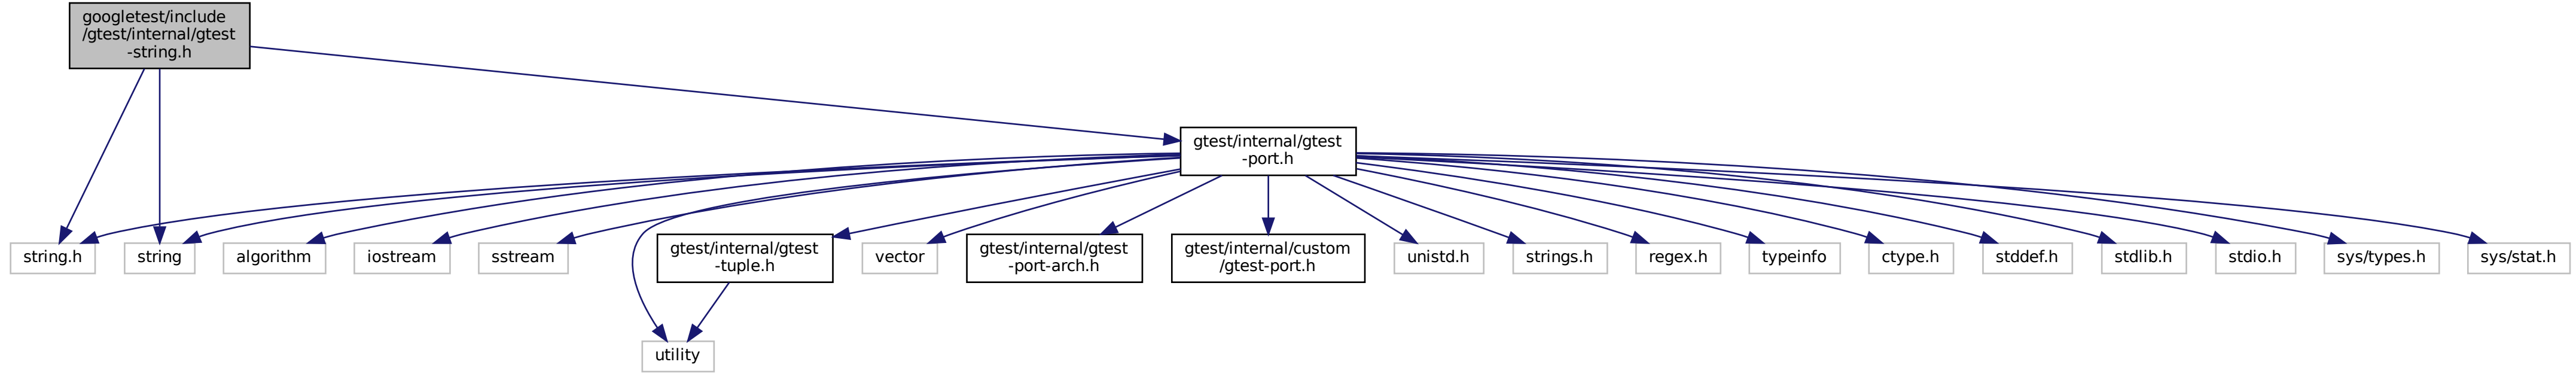 googletest/include
/gtest/internal/gtest
-string.h
gtest/internal/gtest
-port.h
string.h
string
algorithm
iostream
sstream
gtest/internal/gtest
-tuple.h
vector
gtest/internal/gtest
-port-arch.h
gtest/internal/custom
/gtest-port.h
unistd.h
strings.h
regex.h
typeinfo
ctype.h
stddef.h
stdlib.h
stdio.h
sys/types.h
sys/stat.h
utility